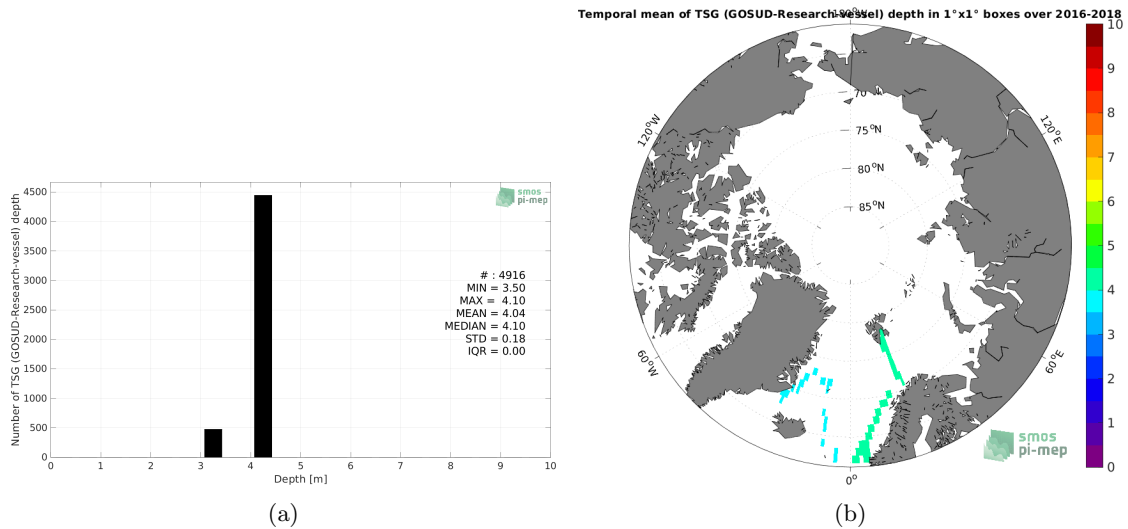 Temporal mean of TSG (GOSUD-Research-vessel) depth in 1°x1° boxes over 2016-2018
Number of TSG (GOSUD-Research-vessel) depth
4500
4000
3500
3000
2500
2000
1500
1000
500
0
smos
pi-mep
# : 4916
MIN = 3.50
MAX = 4.10
MEAN = 4.04
MEDIAN = 4.10
STD = 0.18
IQR = 0.00
0 1 2 3 4 5 6 7 8 9 10
Depth [m]
(a)
180°W
120°W
120°E
70
75°N
80°N
85°N
60°W
60°E
0°
smos
pi-mep
10
9
8
7
6
5
4
3
2
1
0
(b)